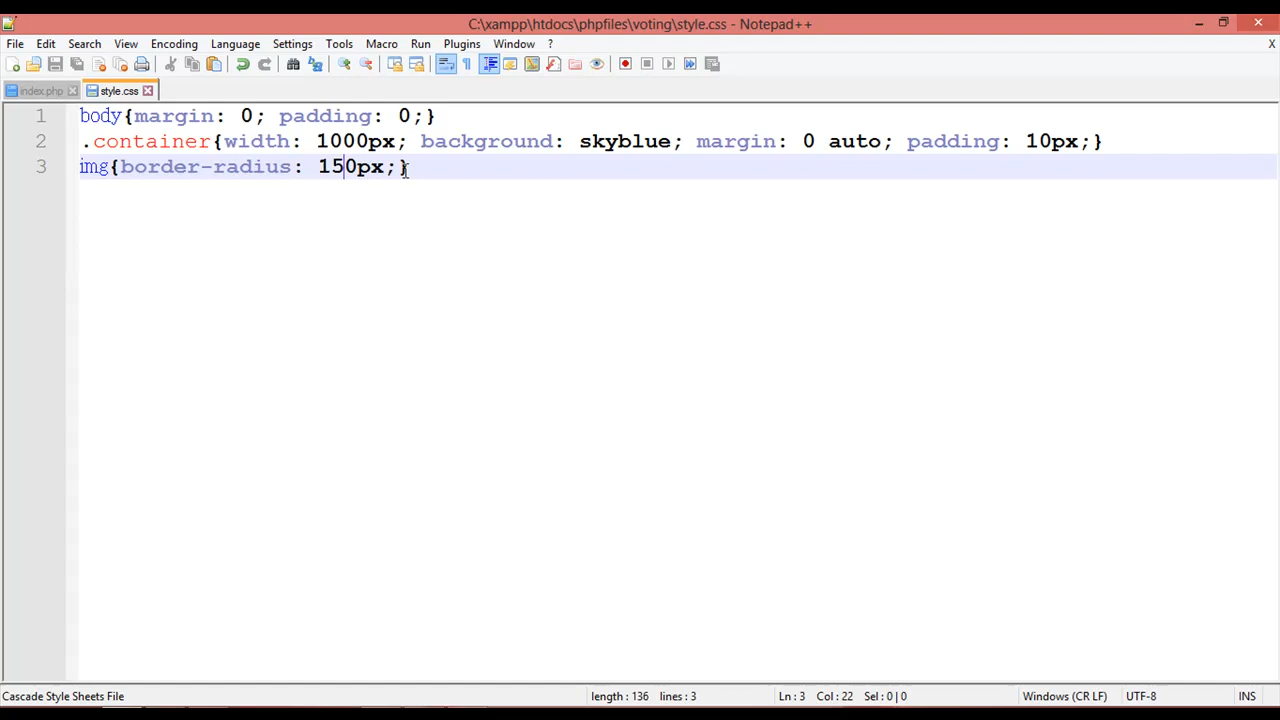 C:\xampp\htdocs\phpfiles\voting\style.css - Notepad++
File Edit Search View Encoding Language Settings Tools Macro Run Plugins Window ? X
index.php style.css
1 body{margin: 0; padding: 0;}
2 .container{width: 1000px; background: skyblue; margin: 0 auto; padding: 10px;}
3 img{border-radius: 150px;}
Cascade Style Sheets File length : 136 lines : 3 Ln : 3 Col : 22 Sel : 0 | 0 Windows (CR LF) UTF-8 INS